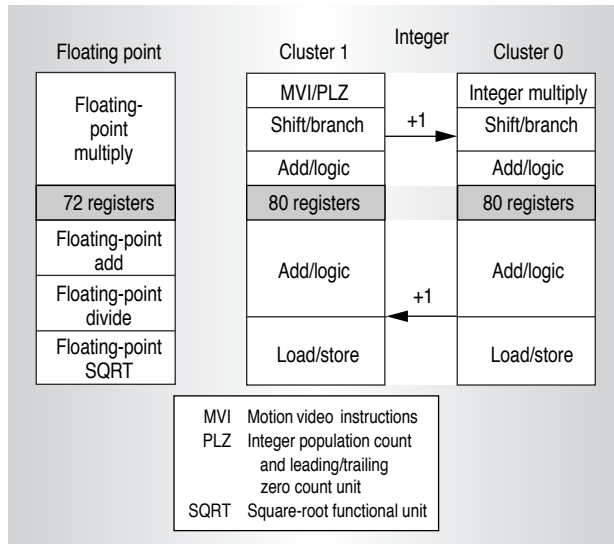 Floating point
Floating-
point
multiply
72 registers
Floating-point
add
Floating-point
divide
Floating-point
SQRT
Integer
Cluster 1
MVI/PLZ
Shift/branch
Add/logic
80 registers
Add/logic
Load/store
+1
+1
Cluster 0
Integer multiply
Shift/branch
Add/logic
80 registers
Add/logic
Load/store
MVI Motion video instructions
PLZ Integer population count
and leading/trailing
zero count unit
SQRT Square-root functional unit